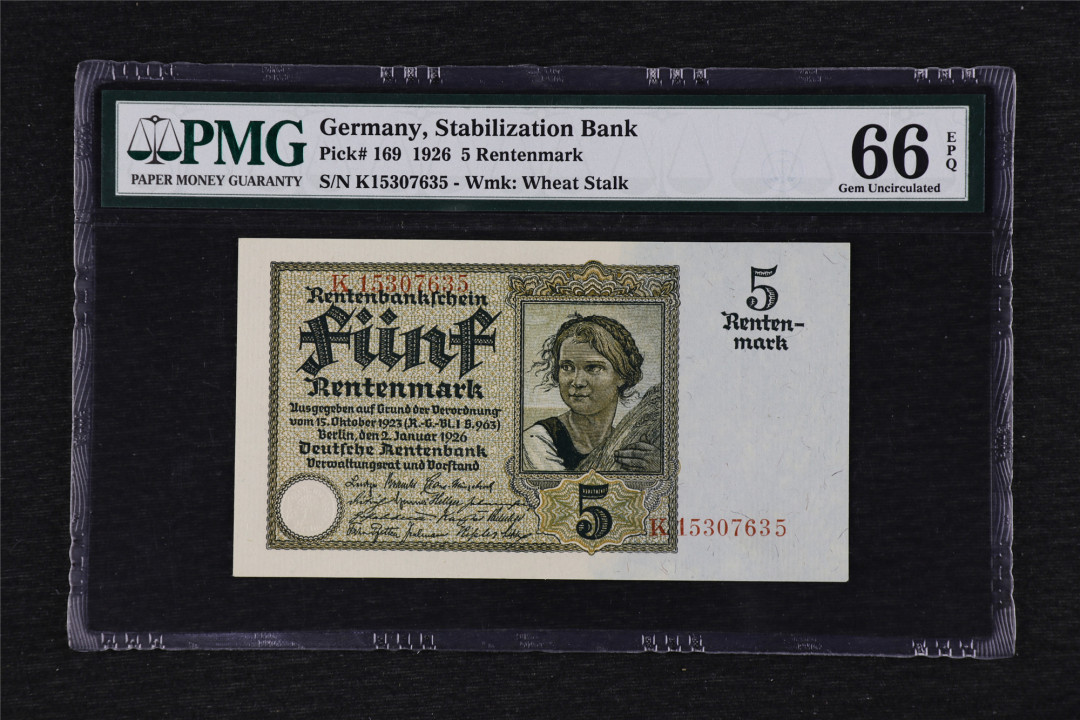 PMG
PAPER MONEY GUARANTY
Germany, Stabilization Bank
Pick# 169 1926 5 Rentenmark
S/N K15307635 - Wmk: Wheat Stalk
66
EPQ
Gem Uncirculated
K 15307635
Rentenbankſchein
Fünf
Rentenmark
Ausgegeben auf Grund der Verordnung
vom 15. Oktober 1923 (R.-G.-Bl. I S. 963)
Berlin, den 2. Januar 1926
Deutſche Rentenbank
Verwaltungsrat und Vorſtand
5
Renten-
mark
5
K 15307635